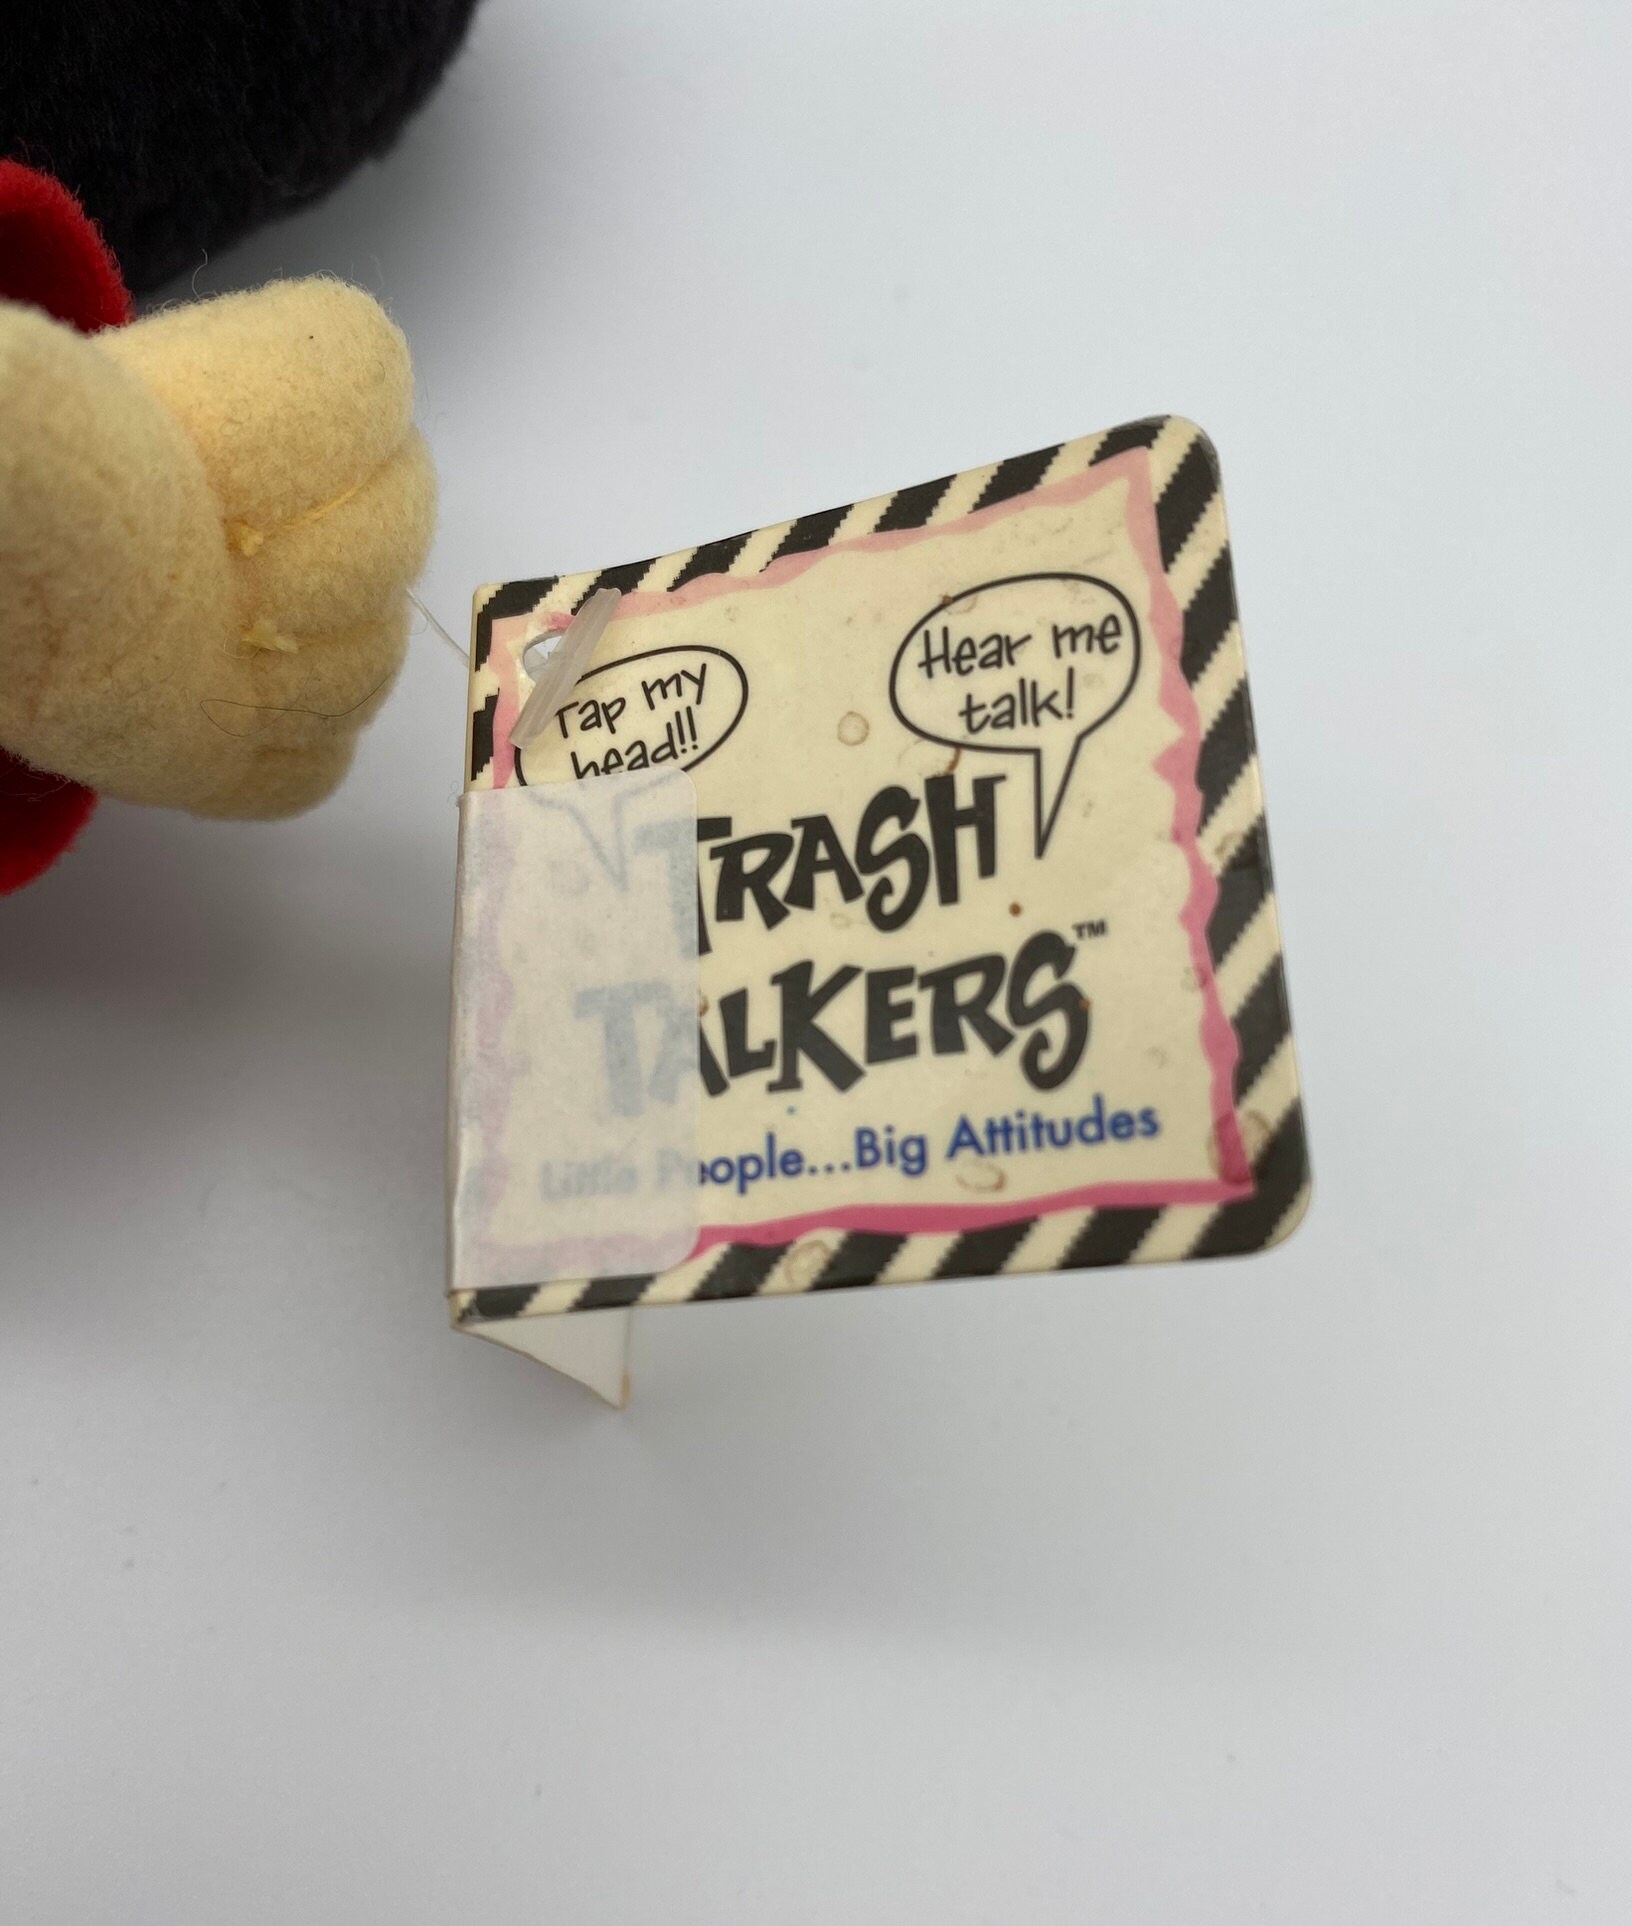 Tap my
head!!
Hear me
talk!
TRASH
TALKERS™
Little People...Big Attitudes